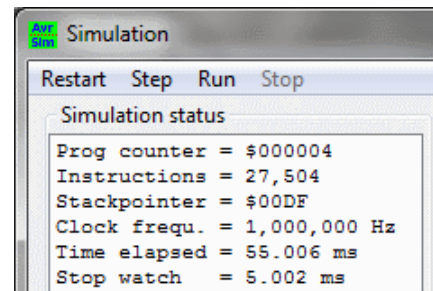 Avr Sim Simulation
Restart Step Run Stop
Simulation status
Prog counter = $000004
Instructions = 27,504
Stackpointer = $00DF
Clock frequ. = 1,000,000 Hz
Time elapsed = 55.006 ms
Stop watch = 5.002 ms